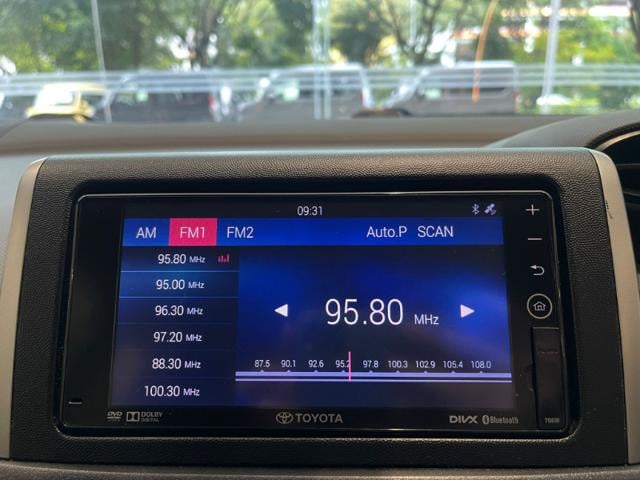 09:31
AM FM1 FM2 Auto.P SCAN
95.80 MHz
95.00 MHz
96.30 MHz
97.20 MHz
88.30 MHz
100.30 MHz
95.80 MHz
87.5 90.1 92.6 95.2 97.8 100.3 102.9 105.4 108.0
DVD DOLBY DIGITAL TOYOTA DIVX Bluetooth